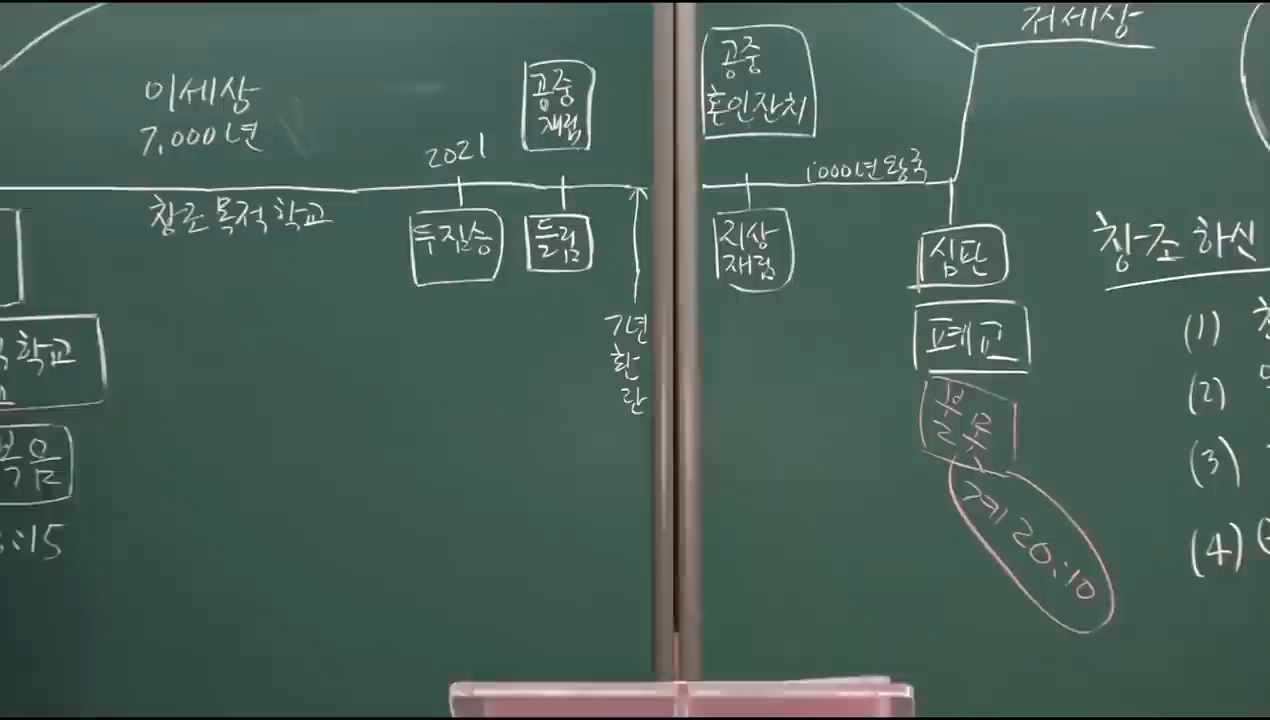 저세상
이세상
7,000년
공중
재림
공중
혼인잔치
2021
1000년왕국
창조 목적 학교
두짐승
들림
지상
재림
심판
창조 하신
7년
환
란
폐교
학교
복음
:15
불못
계 20:10
(1)
(2)
(3)
(4)